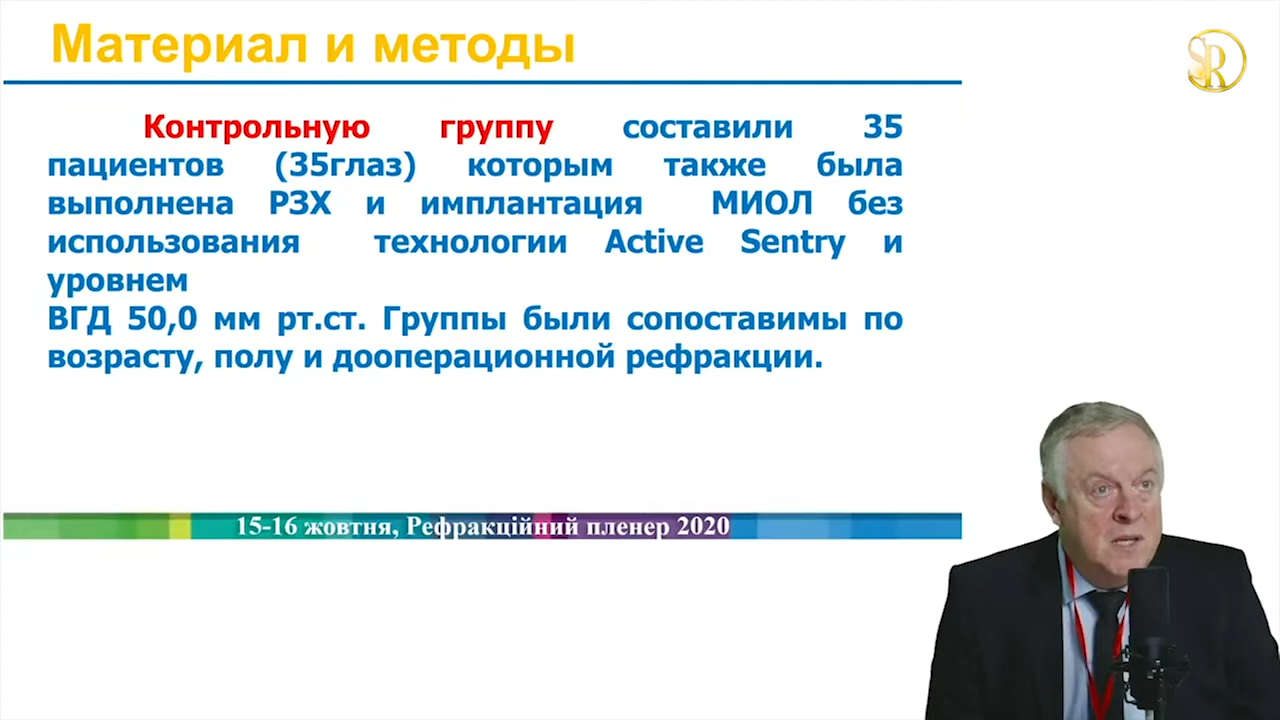 Материал и методы
SR
Контрольную группу составили 35
пациентов (35глаз) которым также была
выполнена РЗХ и имплантация МИОЛ без
использования технологии Active Sentry и
уровнем
ВГД 50,0 мм рт.ст. Группы были сопоставимы по
возрасту, полу и дооперационной рефракции.
15-16 жовтня, Рефракційний пленер 2020